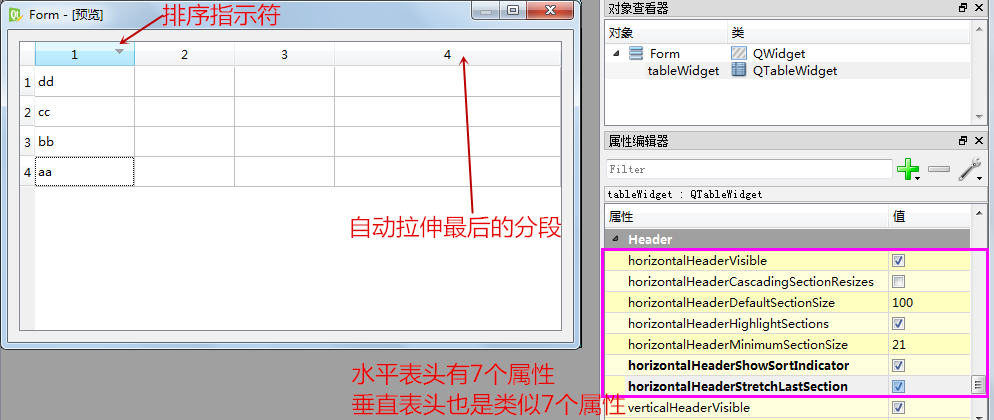 Form - [预览]
排序指示符
1 2 3 4
1 dd
2 cc
3 bb
4 aa
自动拉伸最后的分段
水平表头有7个属性
垂直表头也是类似7个属性
对象查看器
对象 类
Form QWidget
tableWidget QTableWidget
属性编辑器
Filter
tableWidget : QTableWidget
属性 值
Header
horizontalHeaderVisible
horizontalHeaderCascadingSectionResizes
horizontalHeaderDefaultSectionSize 100
horizontalHeaderHighlightSections
horizontalHeaderMinimumSectionSize 21
horizontalHeaderShowSortIndicator
horizontalHeaderStretchLastSection
verticalHeaderVisible